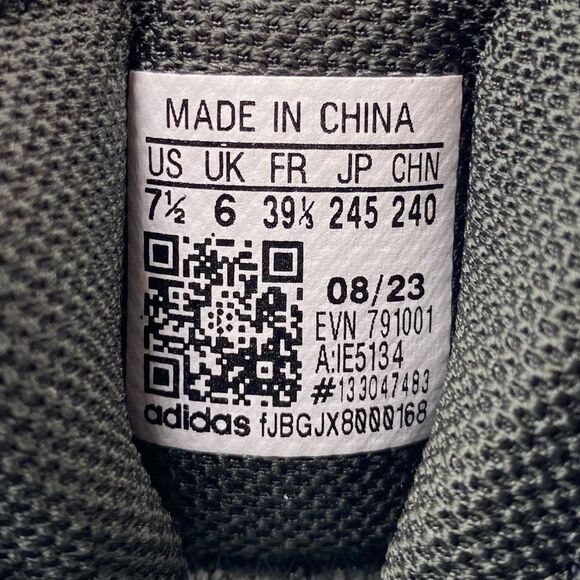 MADE IN CHINA
US UK FR JP CHN
7½ 6 39⅓ 245 240
08/23
EVN 791001
A:IE5134
#133047483
adidas fJBGJX8000168